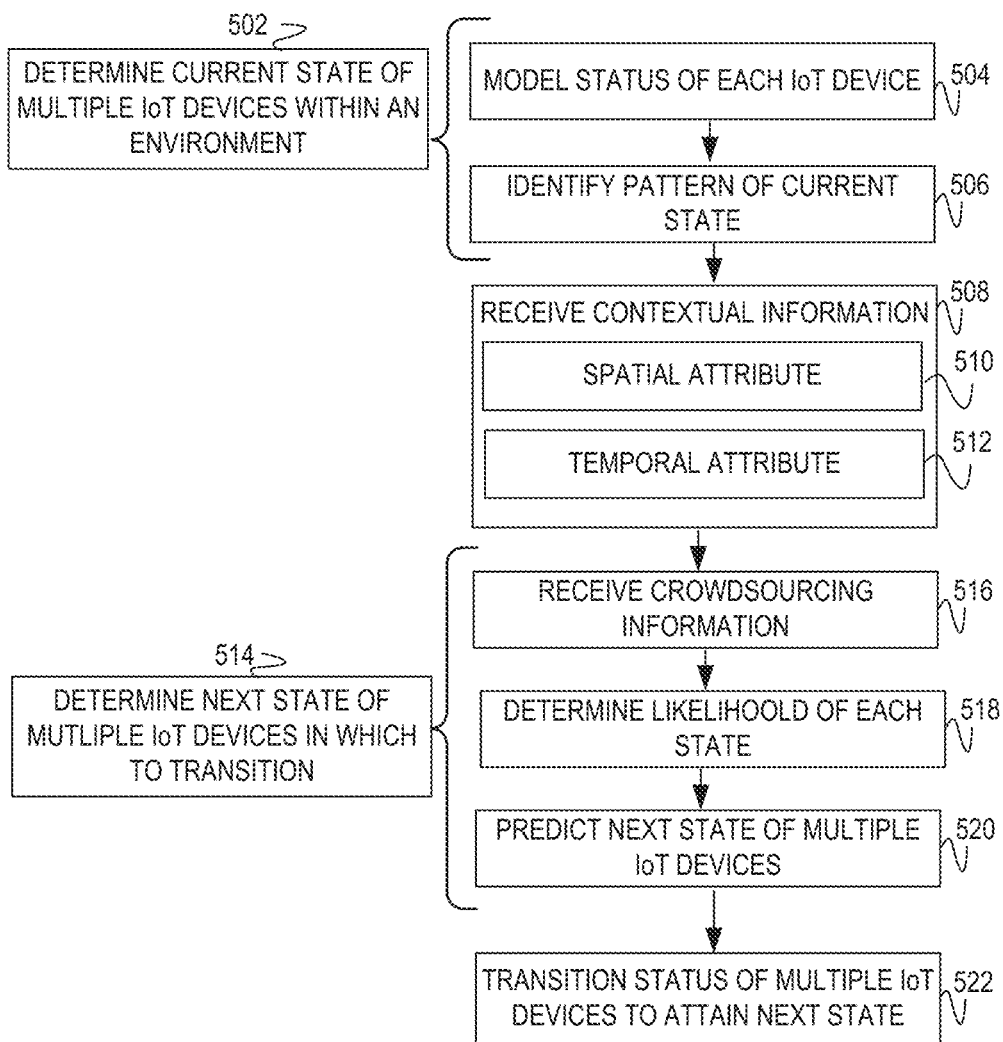 502
DETERMINE CURRENT STATE OF
MULTIPLE IoT DEVICES WITHIN AN
ENVIRONMENT
MODEL STATUS OF EACH IoT DEVICE
504
IDENTIFY PATTERN OF CURRENT
STATE
506
RECEIVE CONTEXTUAL INFORMATION
508
SPATIAL ATTRIBUTE
510
TEMPORAL ATTRIBUTE
512
514
DETERMINE NEXT STATE OF
MUTLIPLE IoT DEVICES IN WHICH
TO TRANSITION
RECEIVE CROWDSOURCING
INFORMATION
516
DETERMINE LIKELIHOOLD OF EACH
STATE
518
PREDICT NEXT STATE OF MULTIPLE
IoT DEVICES
520
TRANSITION STATUS OF MULTIPLE IoT
DEVICES TO ATTAIN NEXT STATE
522